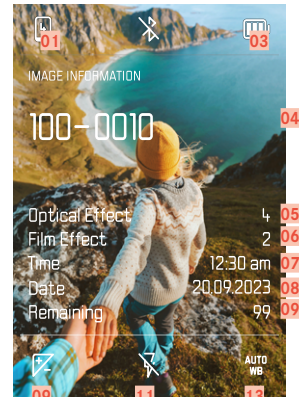 01
03
IMAGE INFORMATION
100-0010
04
Optical Effect 4 05
Film Effect 2 06
Time 12:30 am 07
Date 20.09.2023 08
Remaining 99 09
AUTO
WB
11
13